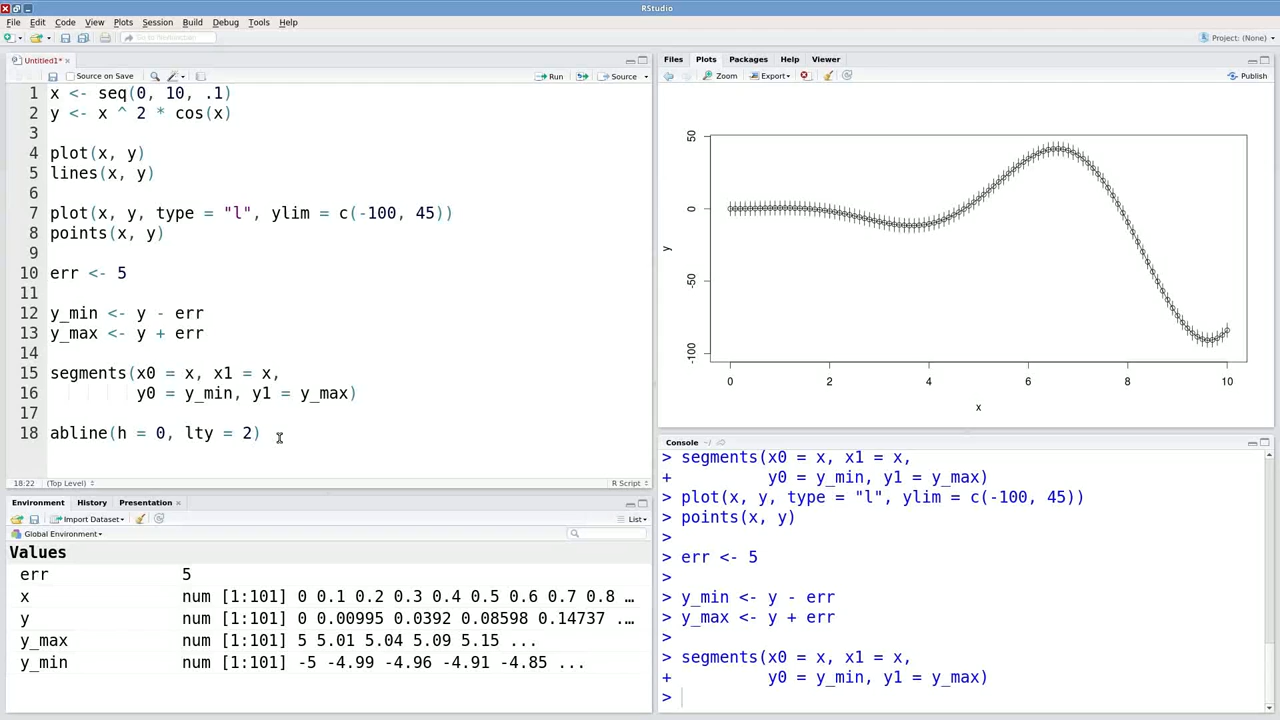 RStudio
File Edit Code View Plots Session Build Debug Tools Help
Go to file/function
Project: (None)
Untitled1* ×
Source on Save
Run
Source
1 x <- seq(0, 10, .1)
2 y <- x ^ 2 * cos(x)
3
4 plot(x, y)
5 lines(x, y)
6
7 plot(x, y, type = "l", ylim = c(-100, 45))
8 points(x, y)
9
10 err <- 5
11
12 y_min <- y - err
13 y_max <- y + err
14
15 segments(x0 = x, x1 = x,
16 y0 = y_min, y1 = y_max)
17
18 abline(h = 0, lty = 2)
18:22 (Top Level) R Script
Environment History Presentation ×
Import Dataset List
Global Environment
Values
err 5
x num [1:101] 0 0.1 0.2 0.3 0.4 0.5 0.6 0.7 0.8 …
y num [1:101] 0 0.00995 0.0392 0.08598 0.14737 ..…
y_max num [1:101] 5 5.01 5.04 5.09 5.15 ...
y_min num [1:101] -5 -4.99 -4.96 -4.91 -4.85 ...
Files Plots Packages Help Viewer
Zoom Export Publish
50
0
-50
-100
y
0 2 4 6 8 10
x
Console ~/
> segments(x0 = x, x1 = x,
+ y0 = y_min, y1 = y_max)
> plot(x, y, type = "l", ylim = c(-100, 45))
> points(x, y)
>
> err <- 5
>
> y_min <- y - err
> y_max <- y + err
>
> segments(x0 = x, x1 = x,
+ y0 = y_min, y1 = y_max)
>